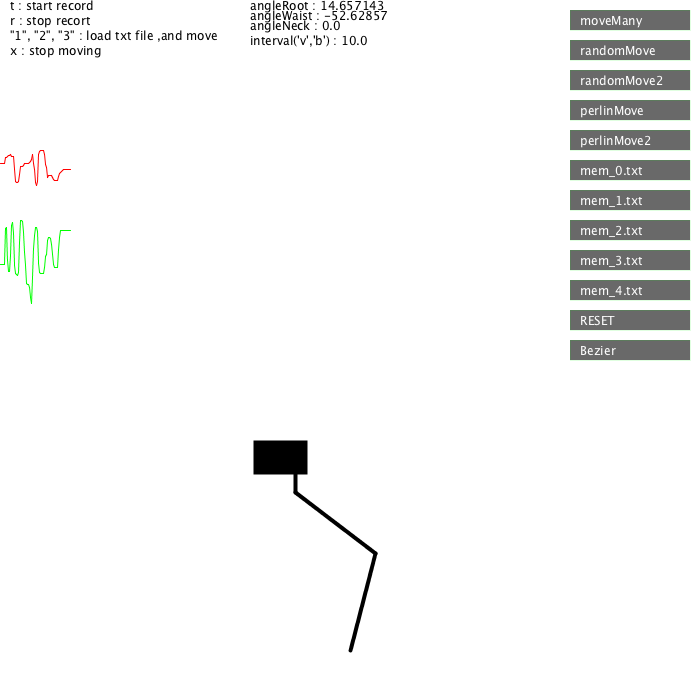 t : start record
r : stop recort
"1", "2", "3" : load txt file ,and move
x : stop moving
angleRoot : 14.657143
angleWaist : -52.62857
angleNeck : 0.0
interval('v','b') : 10.0
moveMany
randomMove
randomMove2
perlinMove
perlinMove2
mem_0.txt
mem_1.txt
mem_2.txt
mem_3.txt
mem_4.txt
RESET
Bezier